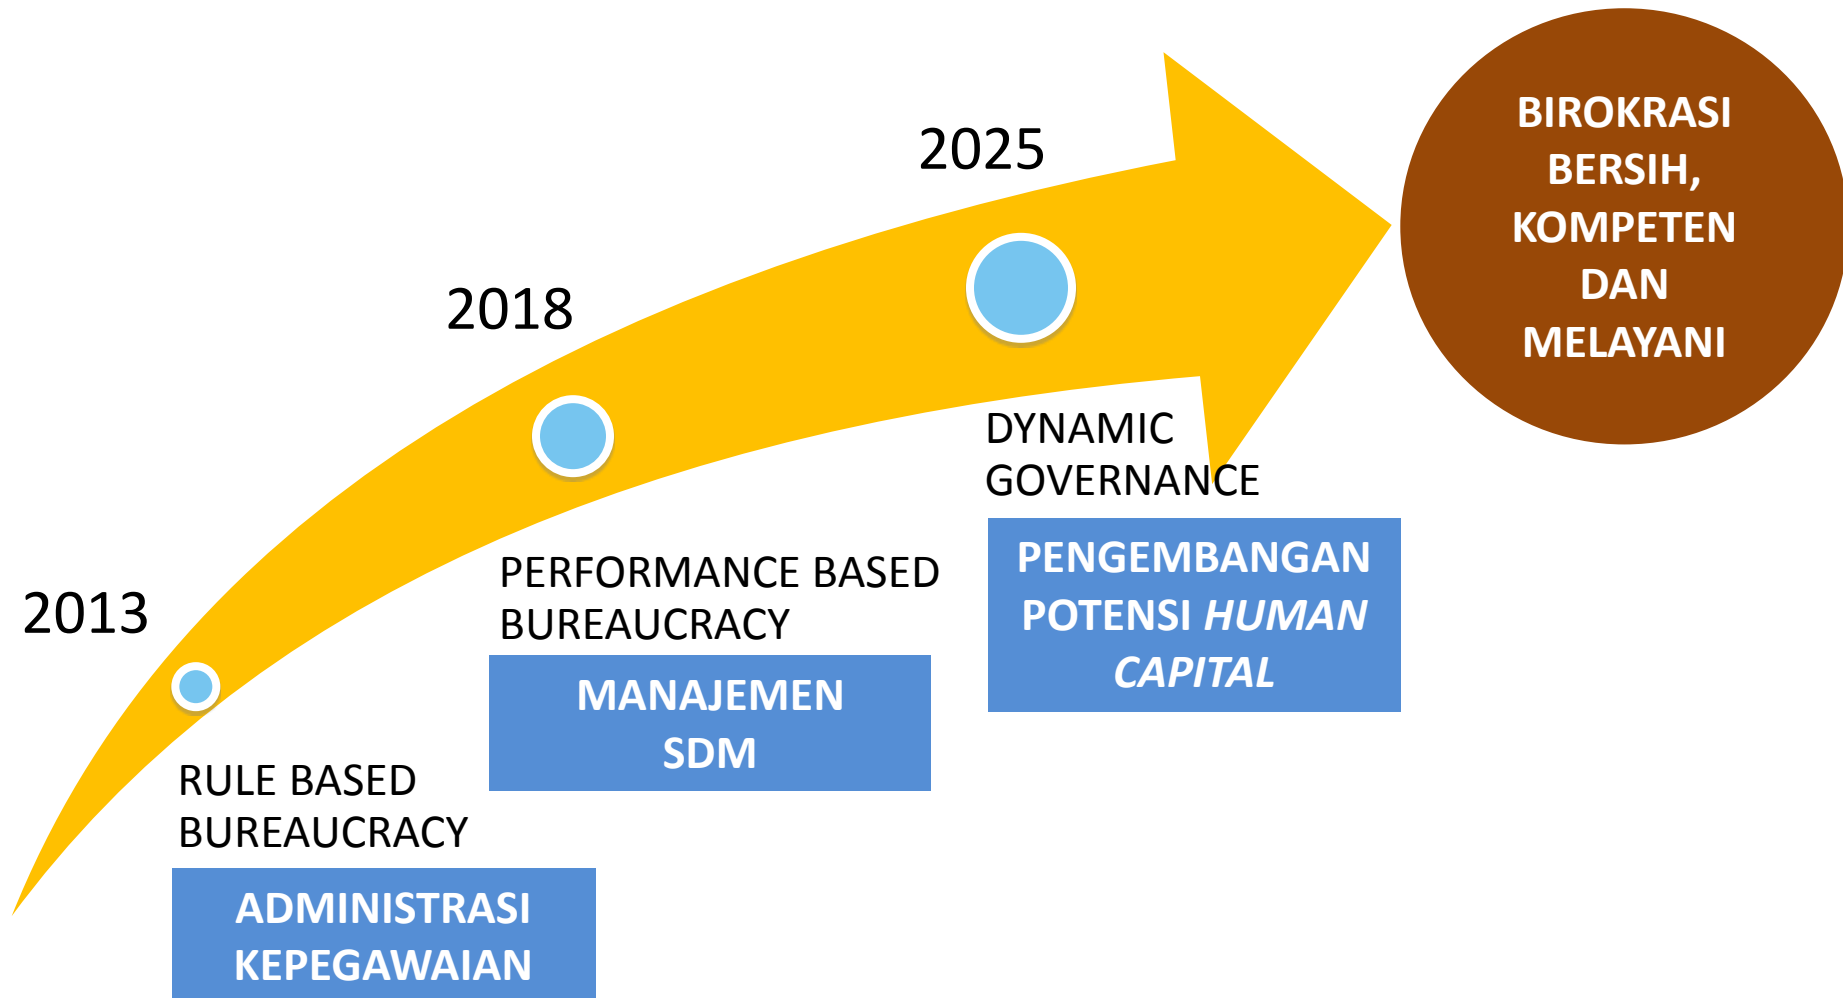 2013
RULE BASED
BUREAUCRACY
ADMINISTRASI
KEPEGAWAIAN
2018
PERFORMANCE BASED
BUREAUCRACY
MANAJEMEN
SDM
2025
DYNAMIC
GOVERNANCE
PENGEMBANGAN
POTENSI HUMAN
CAPITAL
BIROKRASI
BERSIH,
KOMPETEN
DAN
MELAYANI